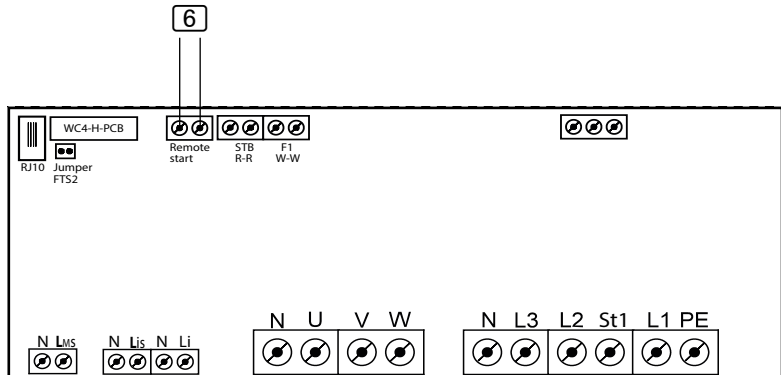 6
WC4-H-PCB
RJ10 Jumper FTS2
Remote start
STB R-R
F1 W-W
N LMS
N Lis N Li
N U V W
N L3 L2 St1 L1 PE